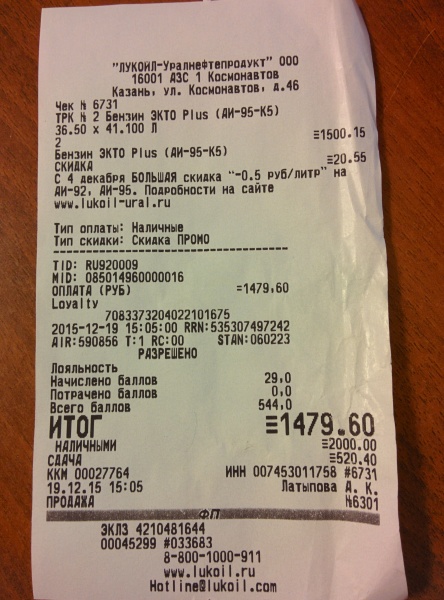 "ЛУКОЙЛ-Уралнефтепродукт" ООО
16001 АЗС 1 Космонавтов
Казань, ул. Космонавтов, д.46
Чек № 6731
ТРК № 2 Бензин ЭКТО Plus (АИ-95-К5)
36.50 x 41.100 Л
≡1500.15
2
Бензин ЭКТО Plus (АИ-95-К5)
СКИДКА ≡20.55
С 4 декабря БОЛЬШАЯ скидка "-0.5 руб/литр" на
АИ-92, АИ-95. Подробности на сайте
www.lukoil-ural.ru
Тип оплаты: Наличные
Тип скидки: Скидка ПРОМО
TID: RU920009
MID: 085014960000016
ОПЛАТА (РУБ) =1479.60
Loyalty
7083373204022101675
2015-12-19 15:05:00 RRN:535307497242
AIR:590856 T:1 RC:00 STAN:060223
РАЗРЕШЕНО
Лояльность
Начислено баллов 29,0
Потрачено баллов 0,0
Всего баллов 544,0
ИТОГ ≡1479.60
НАЛИЧНЫМИ ≡2000.00
СДАЧА ≡520.40
ККМ 00027764 ИНН 007453011758 #6731
19.12.15 15:05 Латыпова А. К.
ПРОДАЖА №6301
ФП
ЭКЛЗ 4210481644
00045299 #033683
8-800-1000-911
www.lukoil.ru
Hotline@lukoil.com